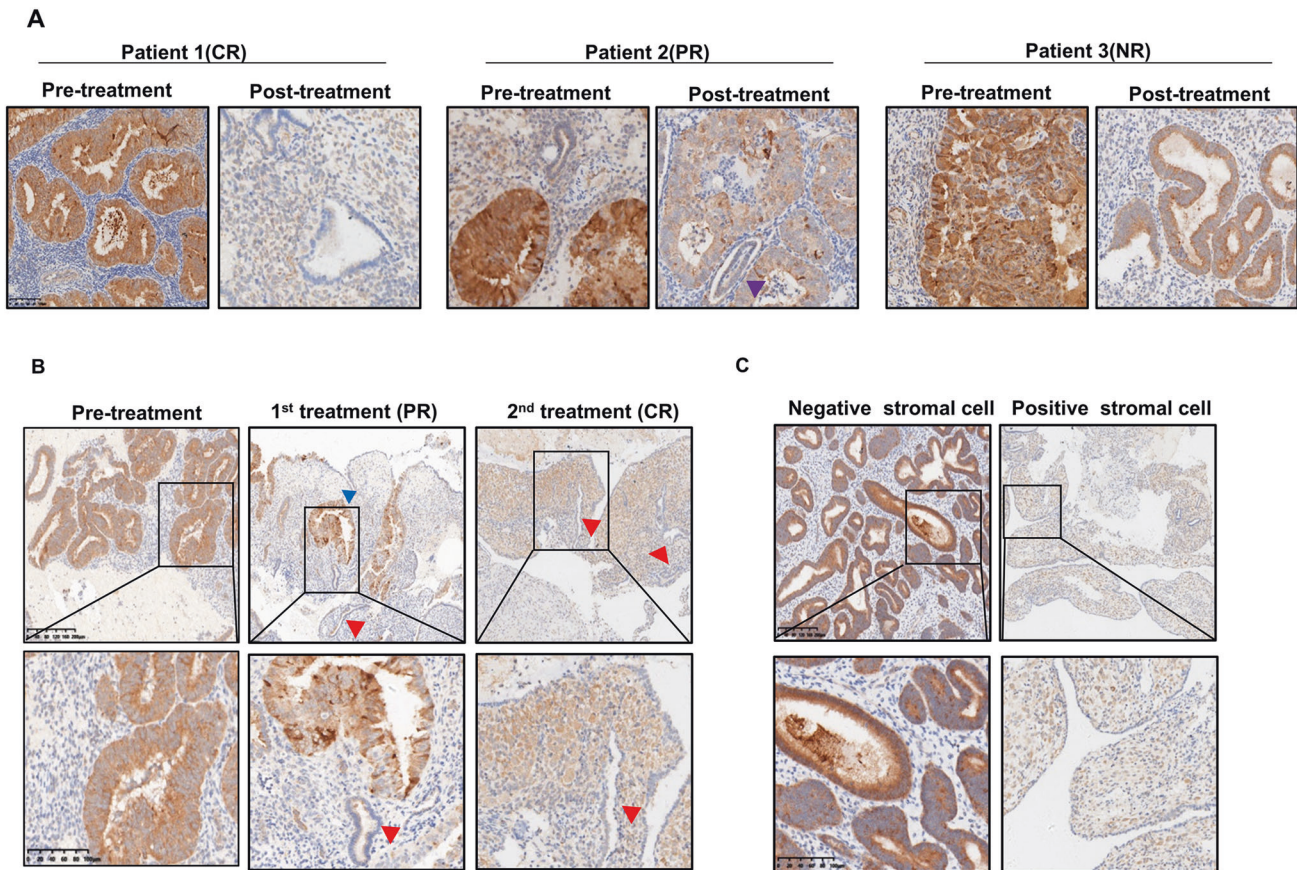 A
Patient 1(CR)
Patient 2(PR)
Patient 3(NR)
Pre-treatment
Post-treatment
Pre-treatment
Post-treatment
Pre-treatment
Post-treatment
B
C
Pre-treatment
1st treatment (PR)
2nd treatment (CR)
Negative stromal cell
Positive stromal cell